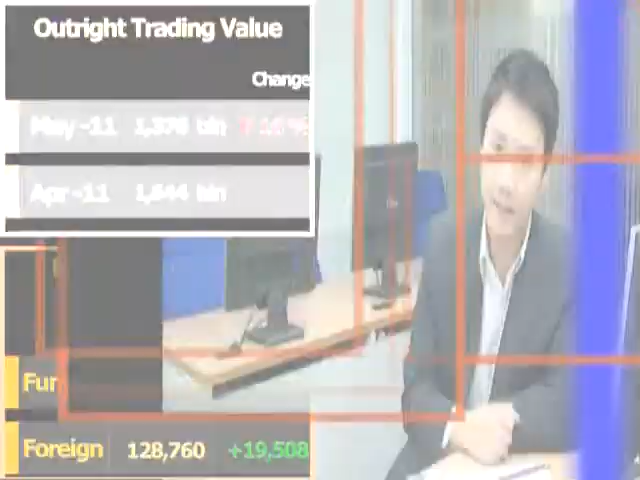 Outright Trading Value
Change
May-11 1,376 bln
Apr-11 1,644 bln
Fur
Foreign 128,760 +19,508